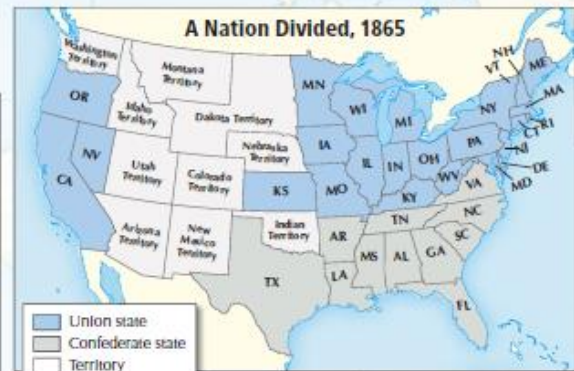 A Nation Divided, 1865
Washington
Territory
Montana
Territory
OR
Idaho
Territory
Dakota Territory
MN
WI
MI
NH
VT
ME
MA
NY
RI
CT
NJ
PA
DE
MD
NV
CA
Utah
Territory
Colorado
Territory
Nebraska
Territory
IA
IL
IN
OH
WV
VA
KS
MO
KY
Arizona
Territory
New
Mexico
Territory
Indian
Territory
AR
TN
NC
SC
TX
LA
MS
AL
GA
FL
Union state
Confederate state
Territory